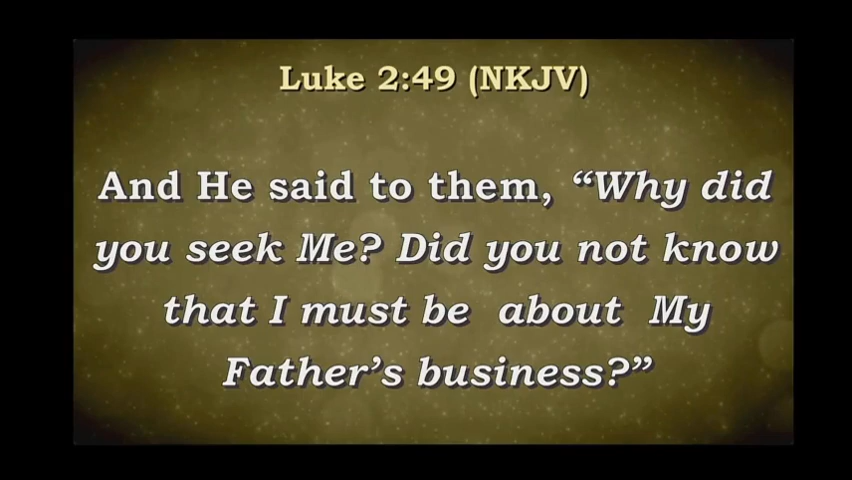 Luke 2:49 (NKJV)
And He said to them, “Why did
you seek Me? Did you not know
that I must be about My
Father’s business?”